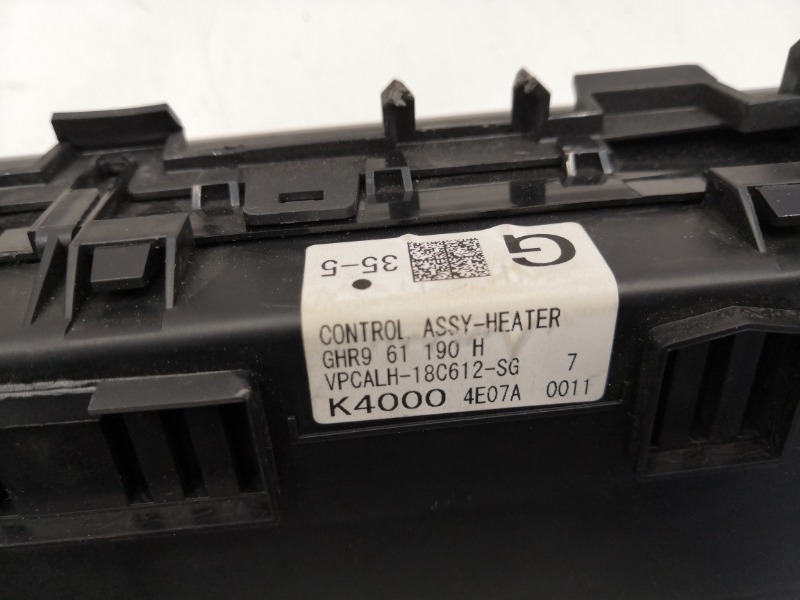 G
35-5
CONTROL ASSY-HEATER
GHR9 61 190 H
VPCALH-18C612-SG 7
K4000 4E07A 0011